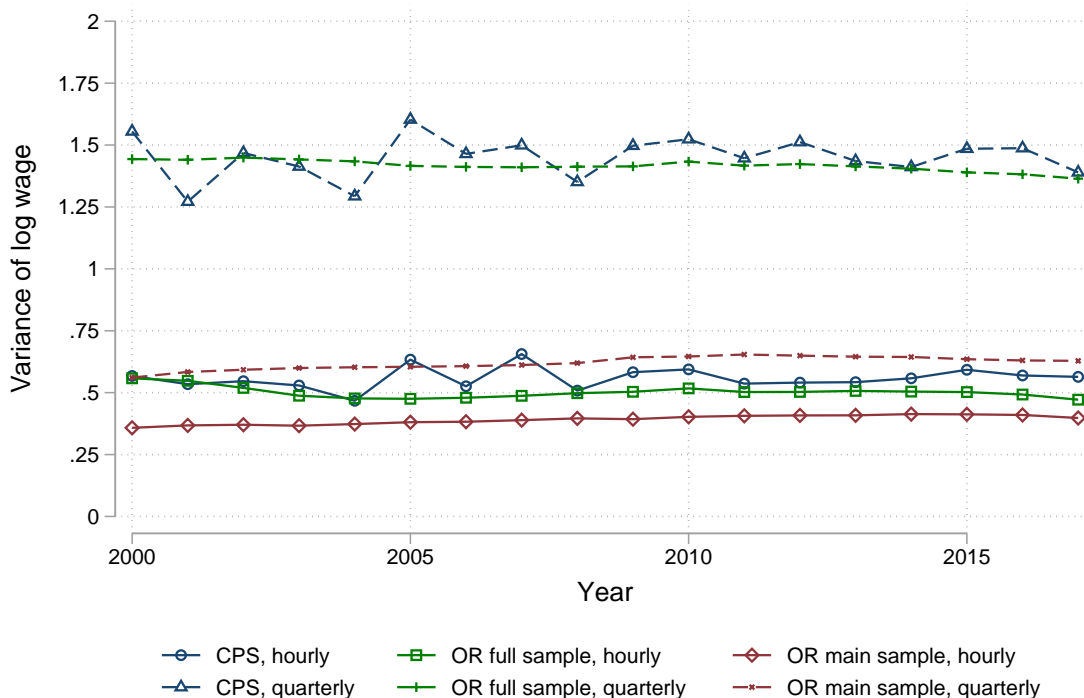 2
1.75
1.5
1.25
1
.75
.5
.25
0
Variance of log wage
2000
2005
2010
2015
Year
CPS, hourly
OR full sample, hourly
OR main sample, hourly
CPS, quarterly
OR full sample, quarterly
OR main sample, quarterly